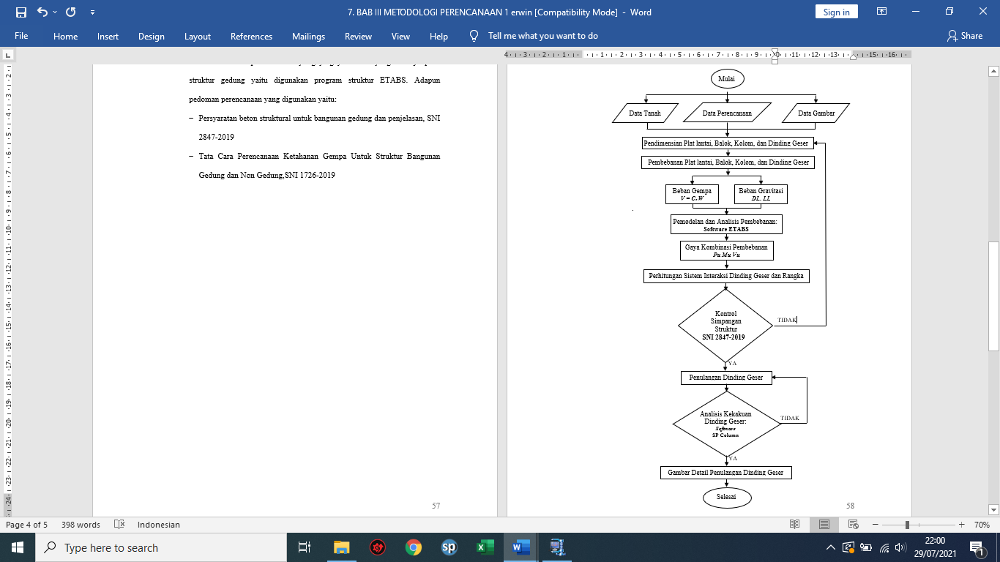 7. BAB III METODOLOGI PERENCANAAN 1 erwin [Compatibility Mode] - Word
Sign in
File Home Insert Design Layout References Mailings Review View Help Tell me what you want to do Share
struktur gedung yaitu digunakan program struktur ETABS. Adapun
pedoman perencanaan yang digunakan yaitu:
– Persyaratan beton struktural untuk bangunan gedung dan penjelasan, SNI
2847-2019
– Tata Cara Perencanaan Ketahanan Gempa Untuk Struktur Bangunan
Gedung dan Non Gedung,SNI 1726-2019
57
Mulai
Data Tanah
Data Perencanaan
Data Gambar
Pendimensian Plat lantai, Balok, Kolom, dan Dinding Geser
Pembebanan Plat lantai, Balok, Kolom, dan Dinding Geser
Beban Gempa
V = C. W
Beban Gravitasi
DL. LL
Pemodelan dan Analisis Pembebanan:
Software ETABS
Gaya Kombinasi Pembebanan
Pu Mu Vu
Perhitungan Sistem Interaksi Dinding Geser dan Rangka
Kontrol
Simpangan
Struktur
SNI 2847-2019
TIDAK
YA
Penulangan Dinding Geser
Analisis Kekakuan
Dinding Geser:
Software
SP Column
TIDAK
YA
Gambar Detail Penulangan Dinding Geser
Selesai
58
Page 4 of 5 398 words Indonesian 70%
Type here to search
sp
22:00
29/07/2021
1